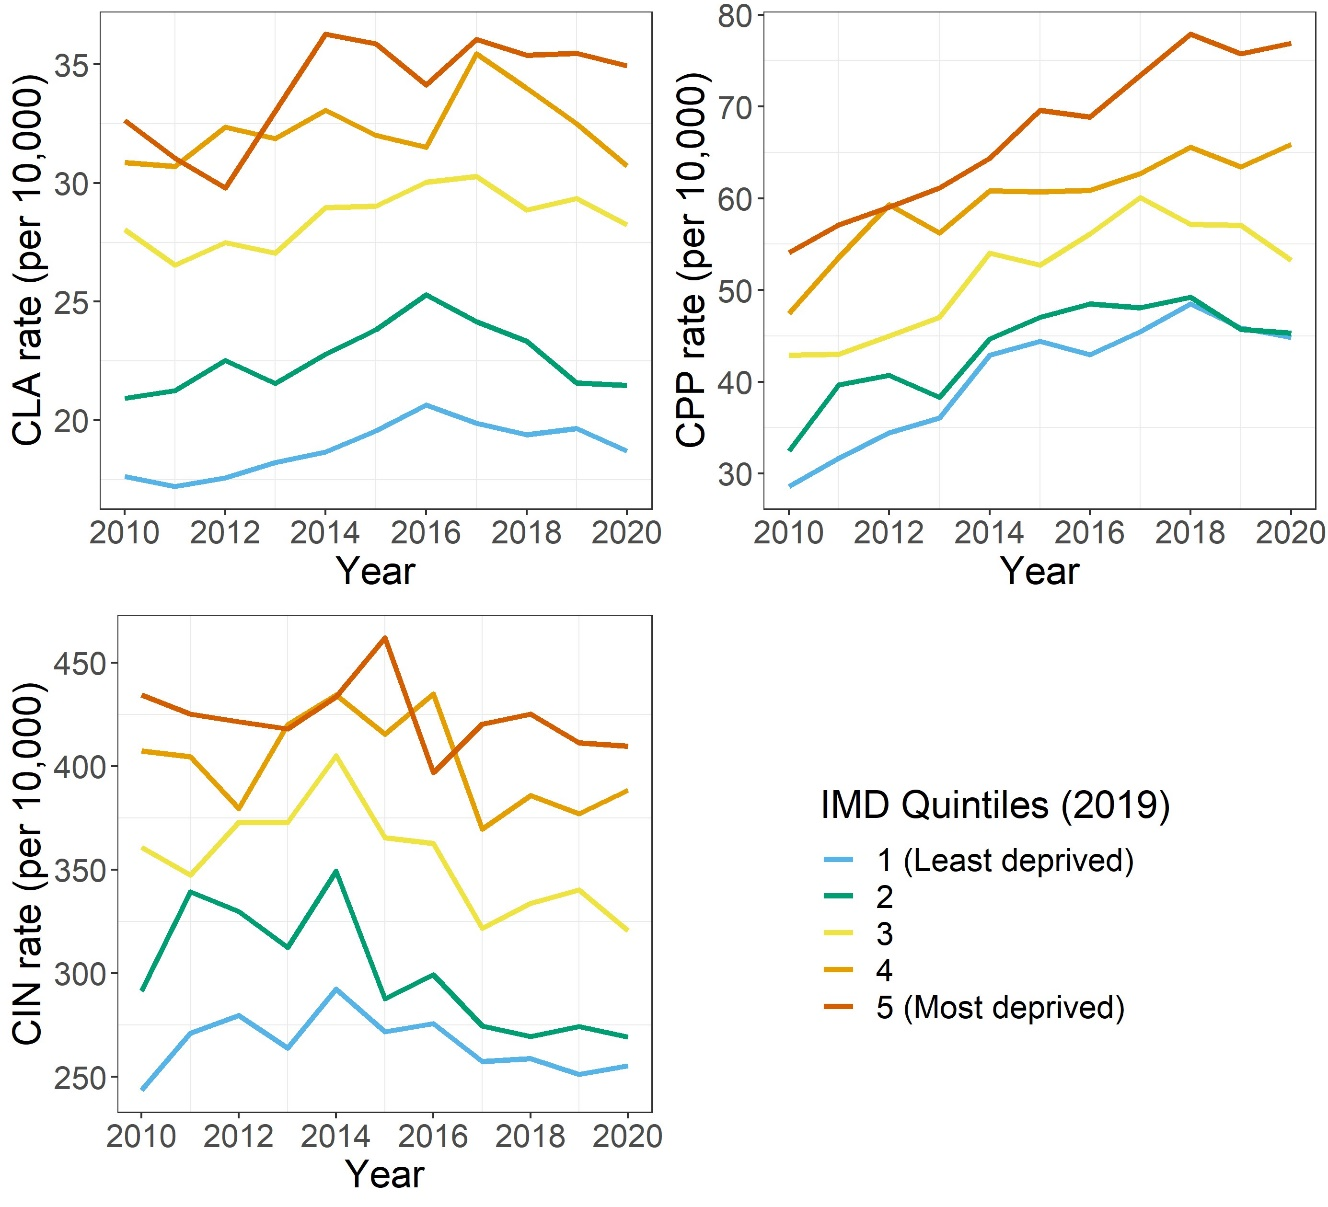 CLA rate (per 10,000)
35
30
25
20
2010 2012 2014 2016 2018 2020
Year
CPP rate (per 10,000)
80
70
60
50
40
30
2010 2012 2014 2016 2018 2020
Year
CIN rate (per 10,000)
450
400
350
300
250
2010 2012 2014 2016 2018 2020
Year
IMD Quintiles (2019)
1 (Least deprived)
2
3
4
5 (Most deprived)